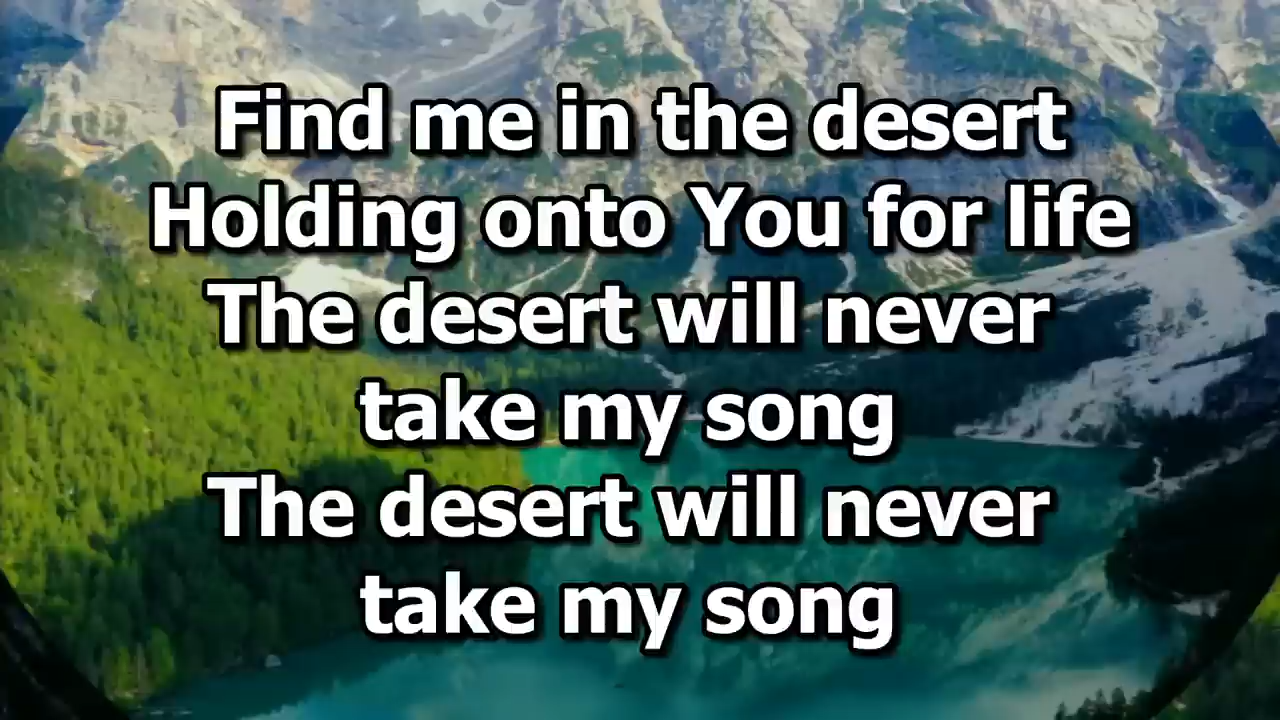 Find me in the desert
Holding onto You for life
The desert will never
take my song
The desert will never
take my song